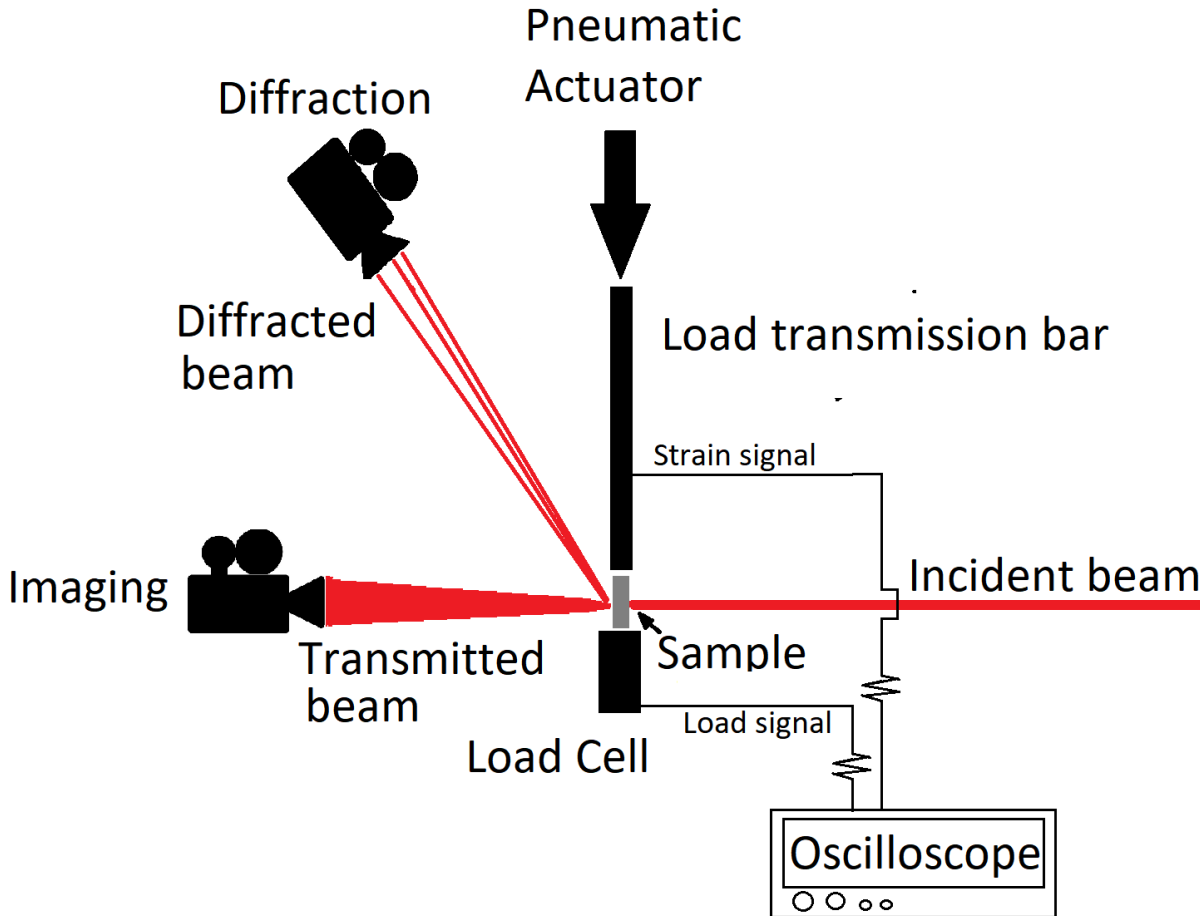 Pneumatic
Actuator
Diffraction
Diffracted
beam
Load transmission bar
Strain signal
Imaging
Incident beam
Transmitted
beam
Sample
Load signal
Load Cell
Oscilloscope